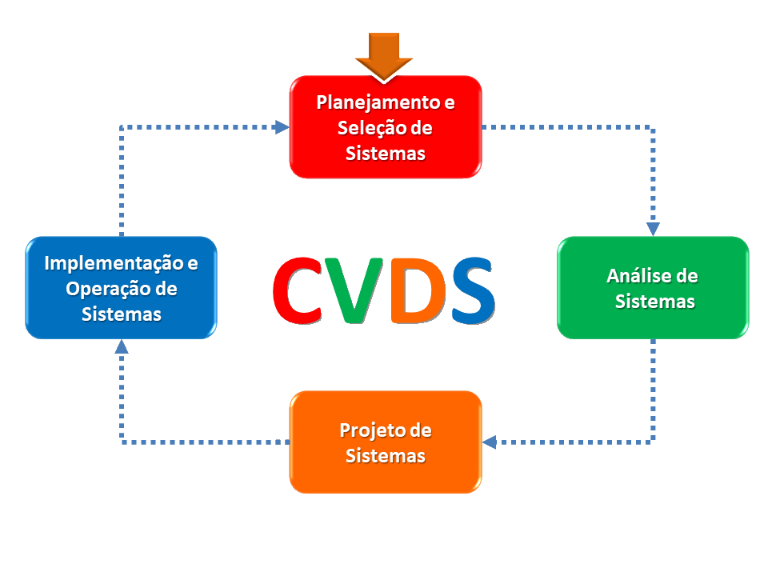 Planejamento e
Seleção de
Sistemas
Implementação e
Operação de
Sistemas
CVDS
Análise de
Sistemas
Projeto de
Sistemas